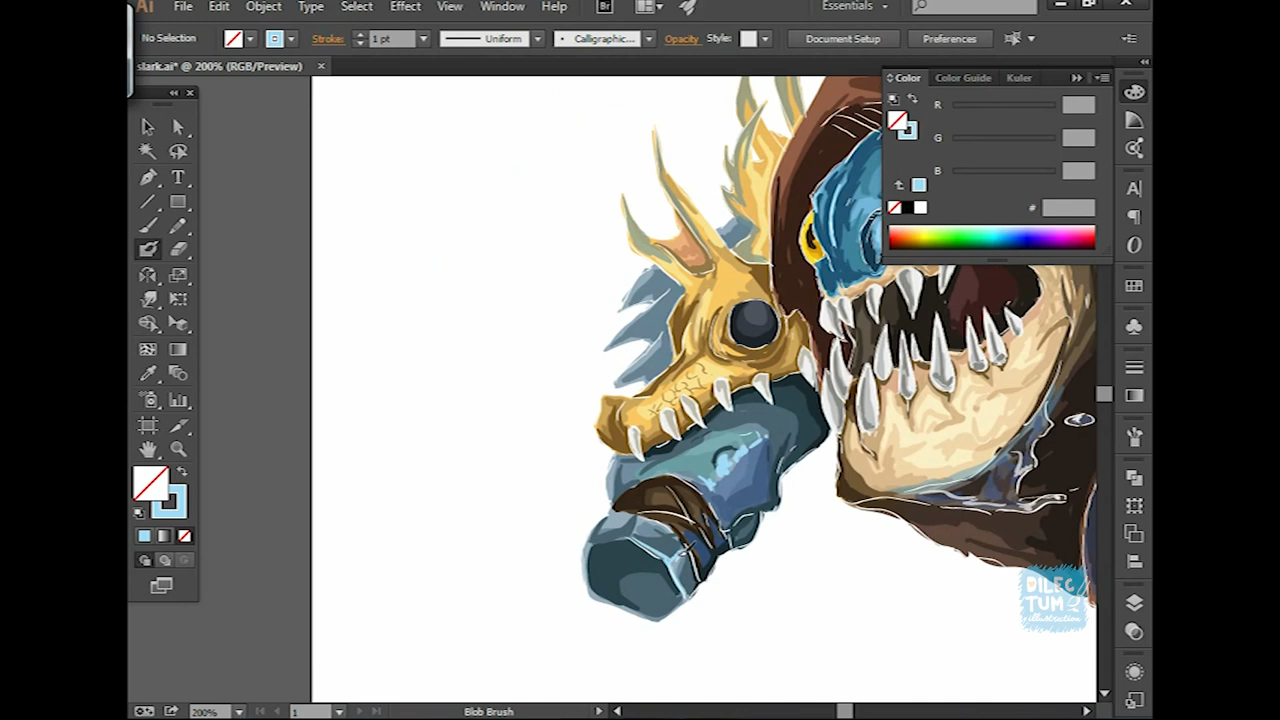 Ai File Edit Object Type Select Effect View Window Help Br Essentials
No Selection Stroke: 1 pt Uniform Calligraphic... Opacity Style: Document Setup Preferences
slark.ai* @ 200% (RGB/Preview) ×
Color Color Guide Kuler
R
G
B
#
DILEC
TUM
illustration
200% 1 Blob Brush